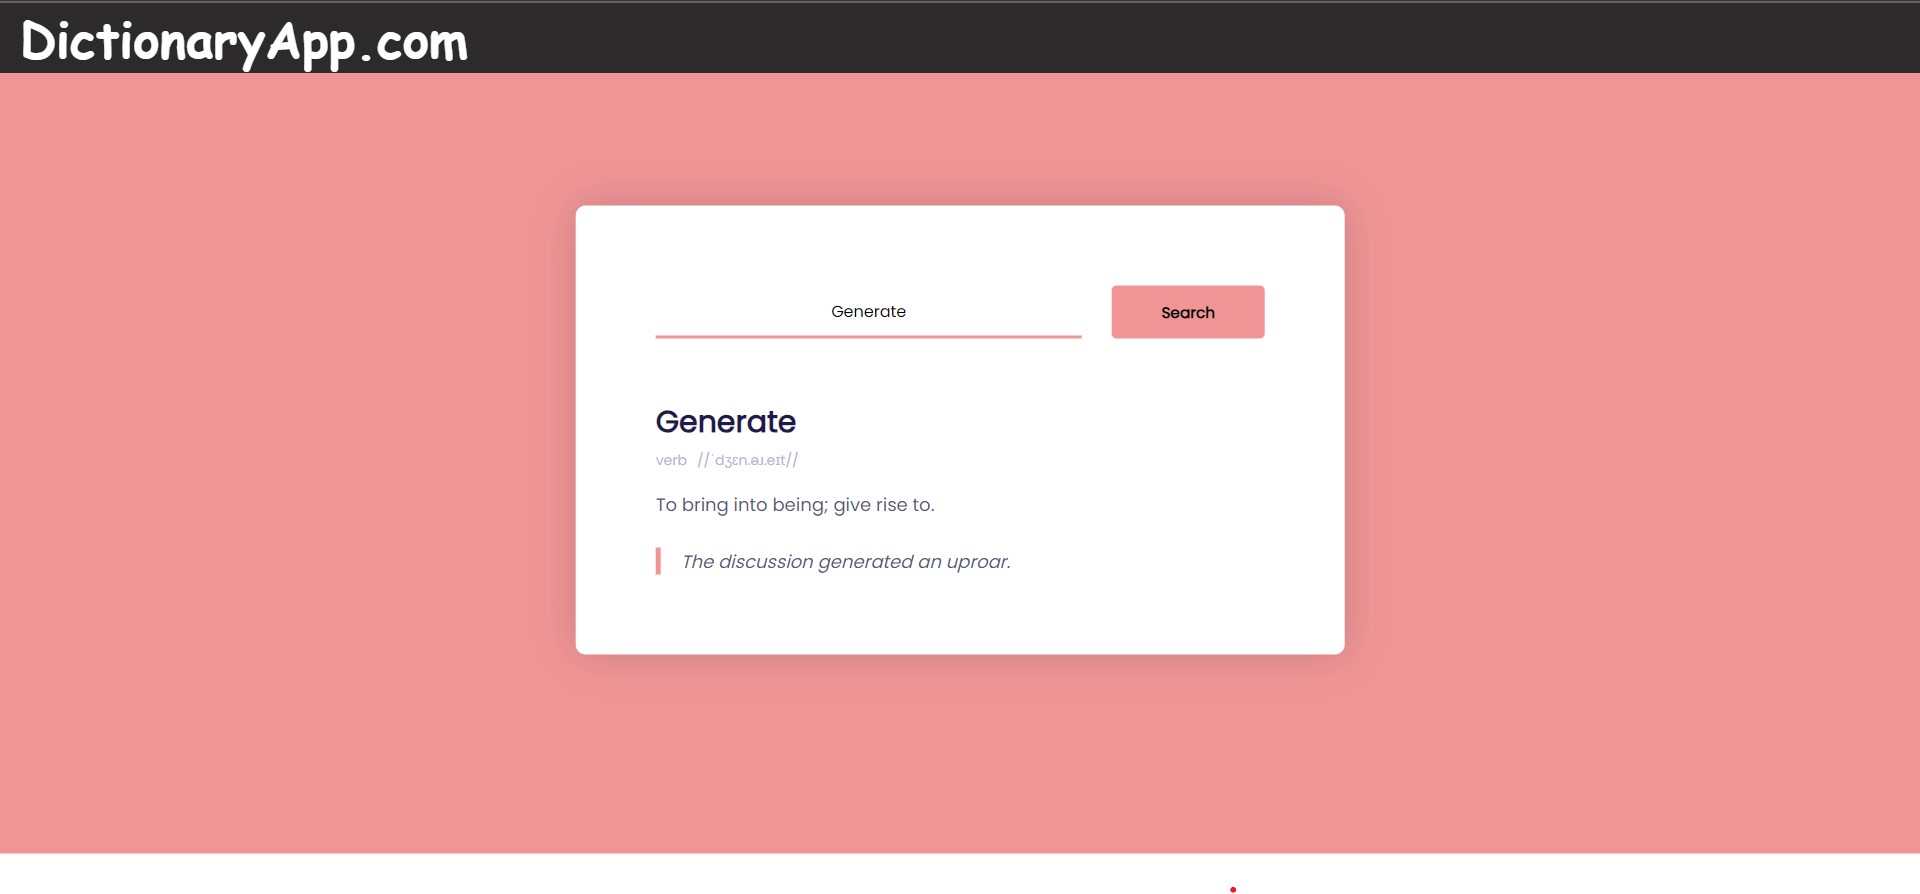 DictionaryApp.com
Generate
Search
Generate
verb //ˈdʒɛn.əɹ.eɪt//
To bring into being; give rise to.
The discussion generated an uproar.